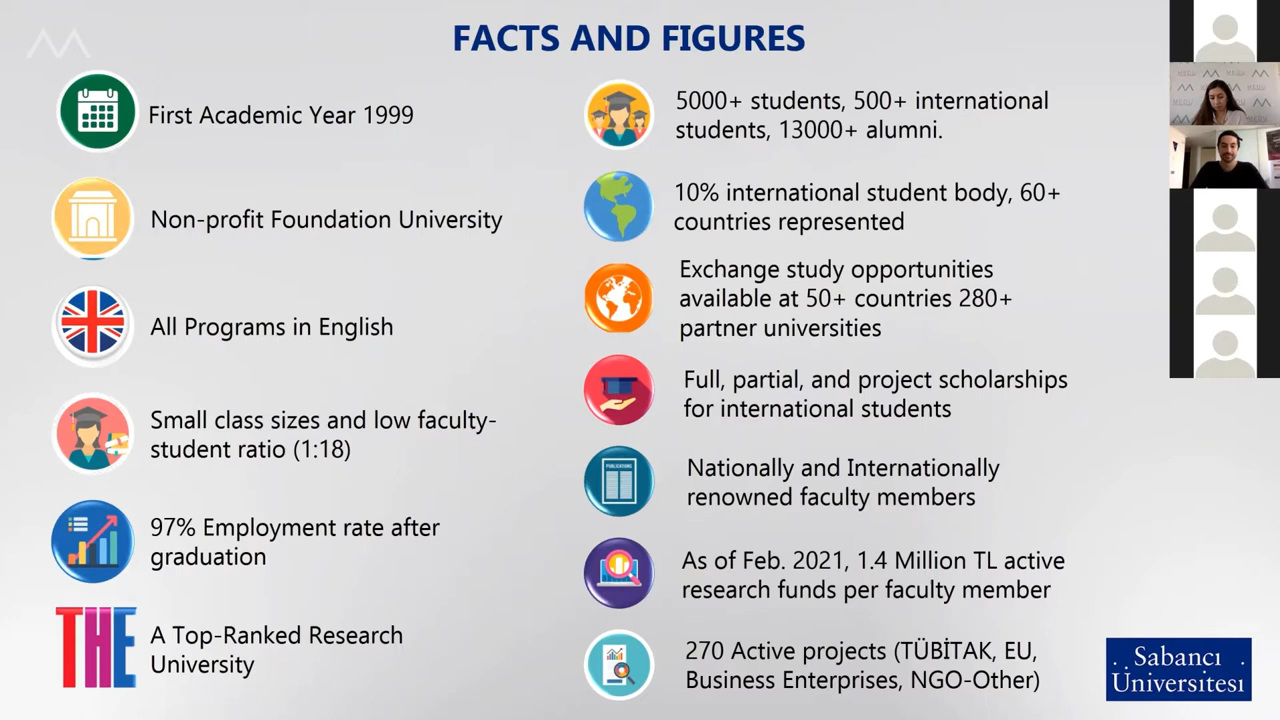 FACTS AND FIGURES
First Academic Year 1999
Non-profit Foundation University
All Programs in English
Small class sizes and low faculty-
student ratio (1:18)
97% Employment rate after
graduation
THE
A Top-Ranked Research
University
5000+ students, 500+ international
students, 13000+ alumni.
10% international student body, 60+
countries represented
Exchange study opportunities
available at 50+ countries 280+
partner universities
Full, partial, and project scholarships
for international students
PUBLICATIONS
Nationally and Internationally
renowned faculty members
As of Feb. 2021, 1.4 Million TL active
research funds per faculty member
270 Active projects (TÜBİTAK, EU,
Business Enterprises, NGO-Other)
Sabancı
Üniversitesi